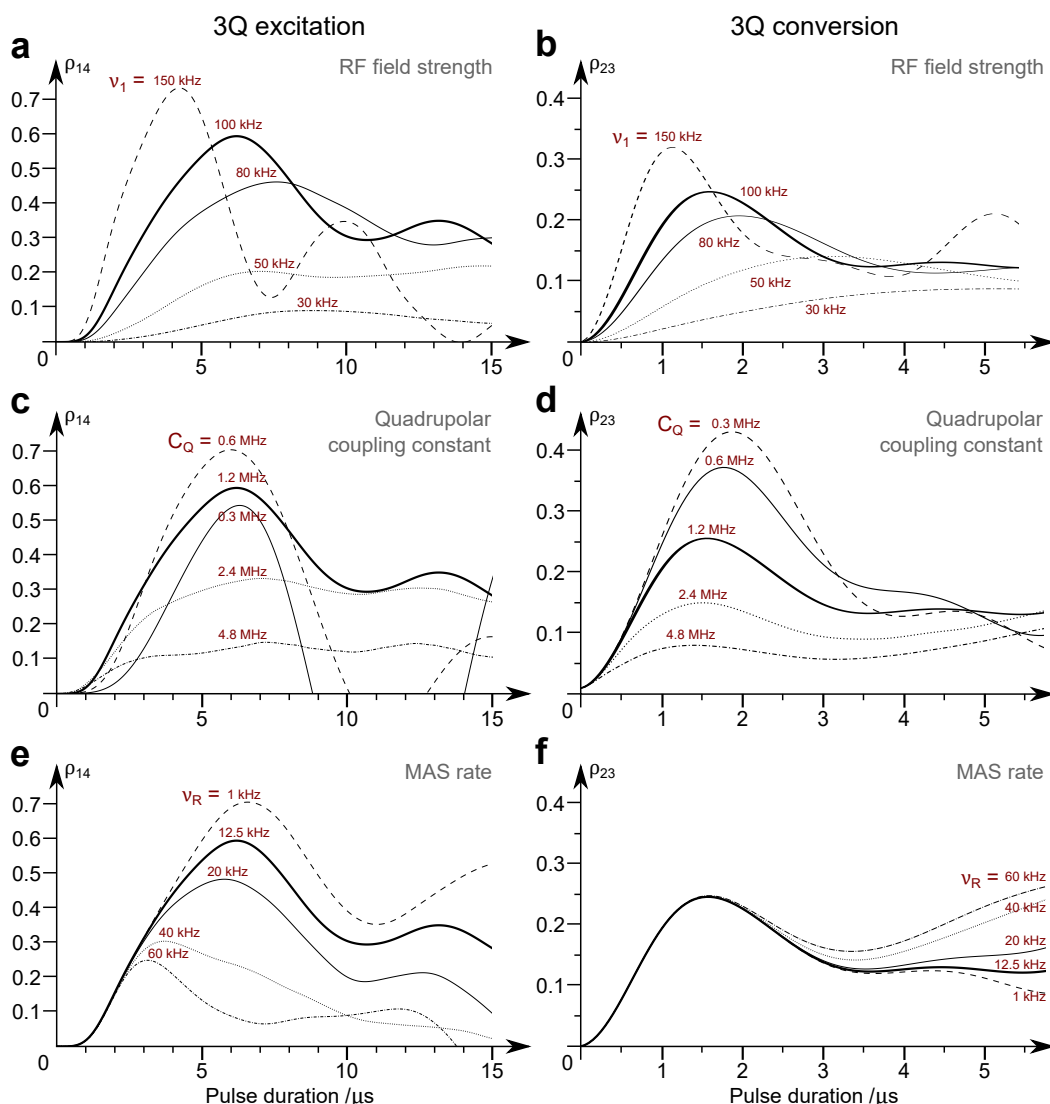 3Q excitation
3Q conversion
a
ρ14
RF field strength
ν1 = 150 kHz
100 kHz
80 kHz
50 kHz
30 kHz
0.7
0.6
0.5
0.4
0.3
0.2
0.1
0
5
10
15
b
ρ23
RF field strength
ν1 = 150 kHz
100 kHz
80 kHz
50 kHz
30 kHz
0.4
0.3
0.2
0.1
0
1
2
3
4
5
c
ρ14
Quadrupolar
coupling constant
CQ = 0.6 MHz
1.2 MHz
0.3 MHz
2.4 MHz
4.8 MHz
0.7
0.6
0.5
0.4
0.3
0.2
0.1
0
5
10
15
d
ρ23
Quadrupolar
coupling constant
CQ = 0.3 MHz
0.6 MHz
1.2 MHz
2.4 MHz
4.8 MHz
0.4
0.3
0.2
0.1
0
1
2
3
4
5
e
ρ14
MAS rate
νR = 1 kHz
12.5 kHz
20 kHz
40 kHz
60 kHz
0.7
0.6
0.5
0.4
0.3
0.2
0.1
0
5
10
15
Pulse duration /μs
f
ρ23
MAS rate
νR = 60 kHz
40 kHz
20 kHz
12.5 kHz
1 kHz
0.4
0.3
0.2
0.1
0
1
2
3
4
5
Pulse duration /μs